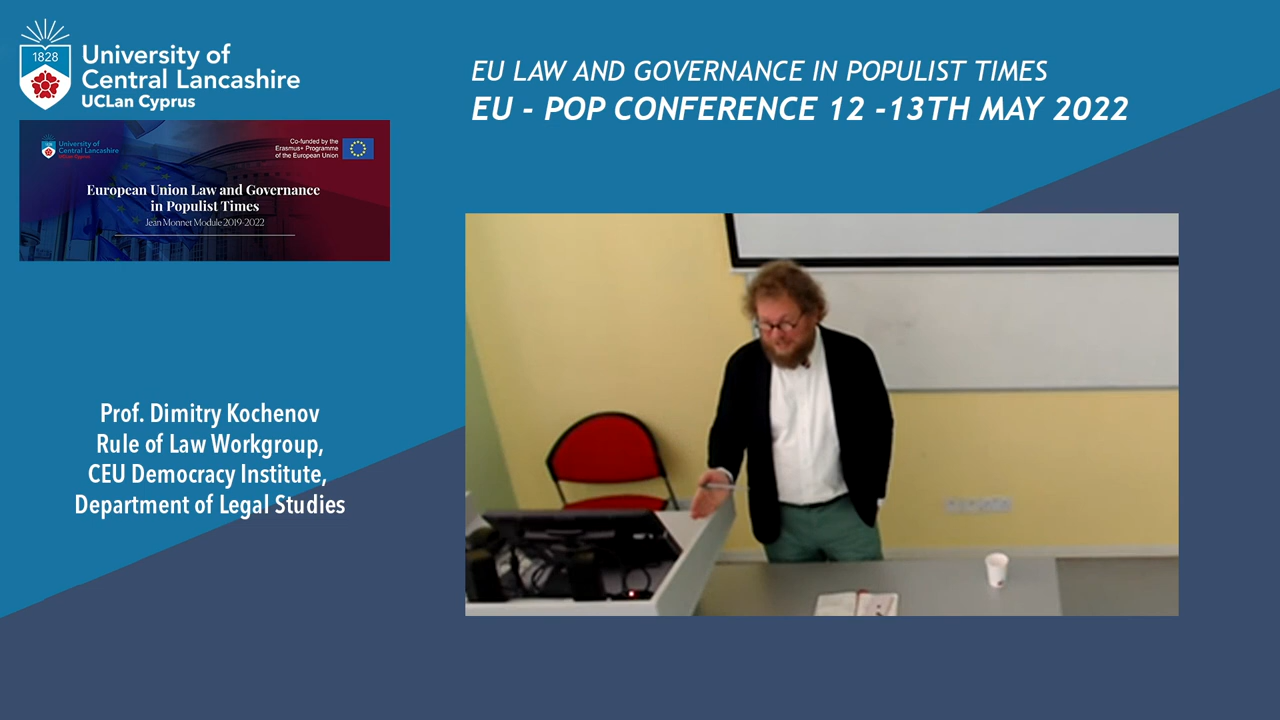 1828
University of
Central Lancashire
UCLan Cyprus
EU LAW AND GOVERNANCE IN POPULIST TIMES
EU - POP CONFERENCE 12 -13TH MAY 2022
University of
Central Lancashire
Co-funded by the
Erasmus+ Programme
of the European Union
European Union Law and Governance
in Populist Times
Jean Monnet Module 2019-2022
Prof. Dimitry Kochenov
Rule of Law Workgroup,
CEU Democracy Institute,
Department of Legal Studies